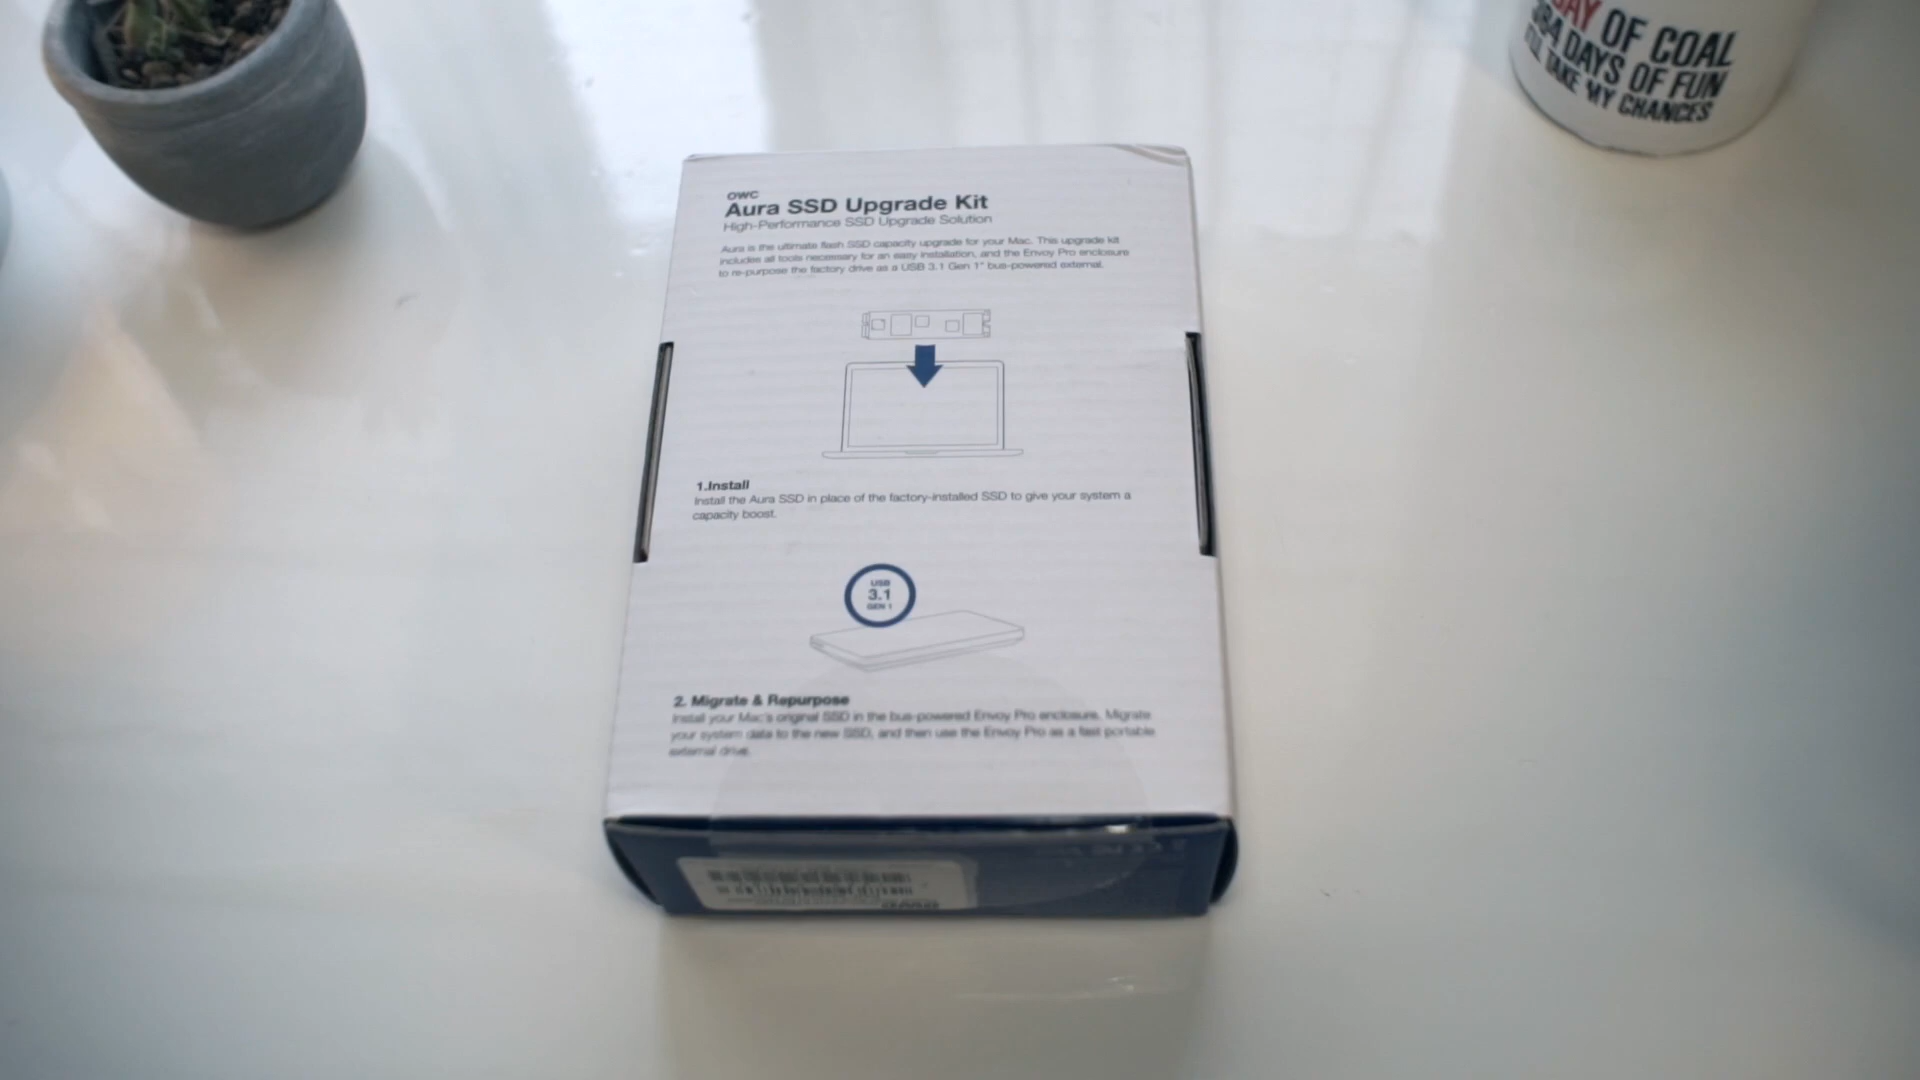 DAY OF COAL
364 DAYS OF FUN
I'LL TAKE MY CHANCES
OWC
Aura SSD Upgrade Kit
High-Performance SSD Upgrade Solution
Aura is the ultimate flash SSD capacity upgrade for your Mac. This upgrade kit
includes all tools necessary for an easy installation, and the Envoy Pro enclosure
to re-purpose the factory drive as a USB 3.1 Gen 1* bus-powered external.
1.Install
Install the Aura SSD in place of the factory-installed SSD to give your system a
capacity boost.
USB
3.1
GEN 1
2. Migrate & Repurpose
Install your Mac's original SSD in the bus-powered Envoy Pro enclosure. Migrate
your system data to the new SSD, and then use the Envoy Pro as a fast portable
external drive.